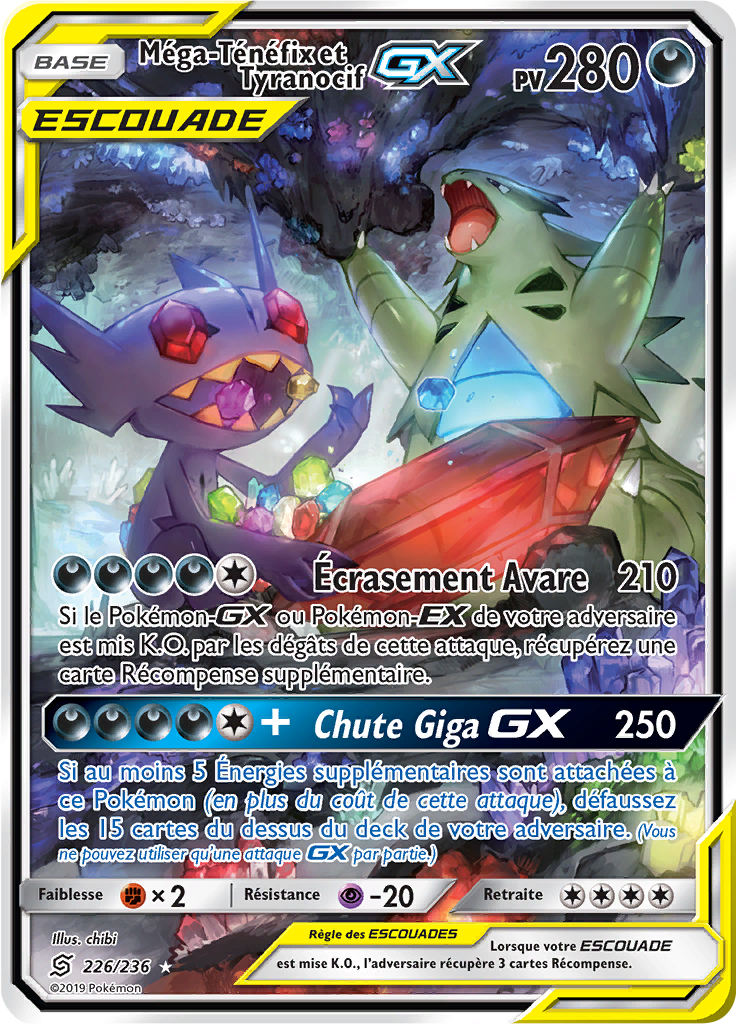 BASE
Méga-Ténéfix et
Tyranocif GX
PV 280
ESCOUADE
Écrasement Avare 210
Si le Pokémon-GX ou Pokémon-EX de votre adversaire
est mis K.O. par les dégâts de cette attaque, récupérez une
carte Récompense supplémentaire.
+ Chute Giga GX 250
Si au moins 5 Énergies supplémentaires sont attachées à
ce Pokémon (en plus du coût de cette attaque), défaussez
les 15 cartes du dessus du deck de votre adversaire. (Vous
ne pouvez utiliser qu'une attaque GX par partie.)
Faiblesse ×2 Résistance -20 Retraite
Illus. chibi
226/236
©2019 Pokémon
Règle des ESCOUADES
Lorsque votre ESCOUADE
est mise K.O., l'adversaire récupère 3 cartes Récompense.